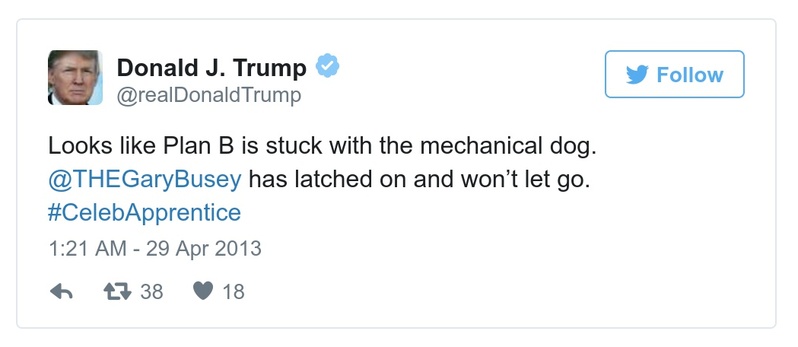 Donald J. Trump
@realDonaldTrump
Follow
Looks like Plan B is stuck with the mechanical dog.
@THEGaryBusey has latched on and won’t let go.
#CelebApprentice
1:21 AM - 29 Apr 2013
38 18